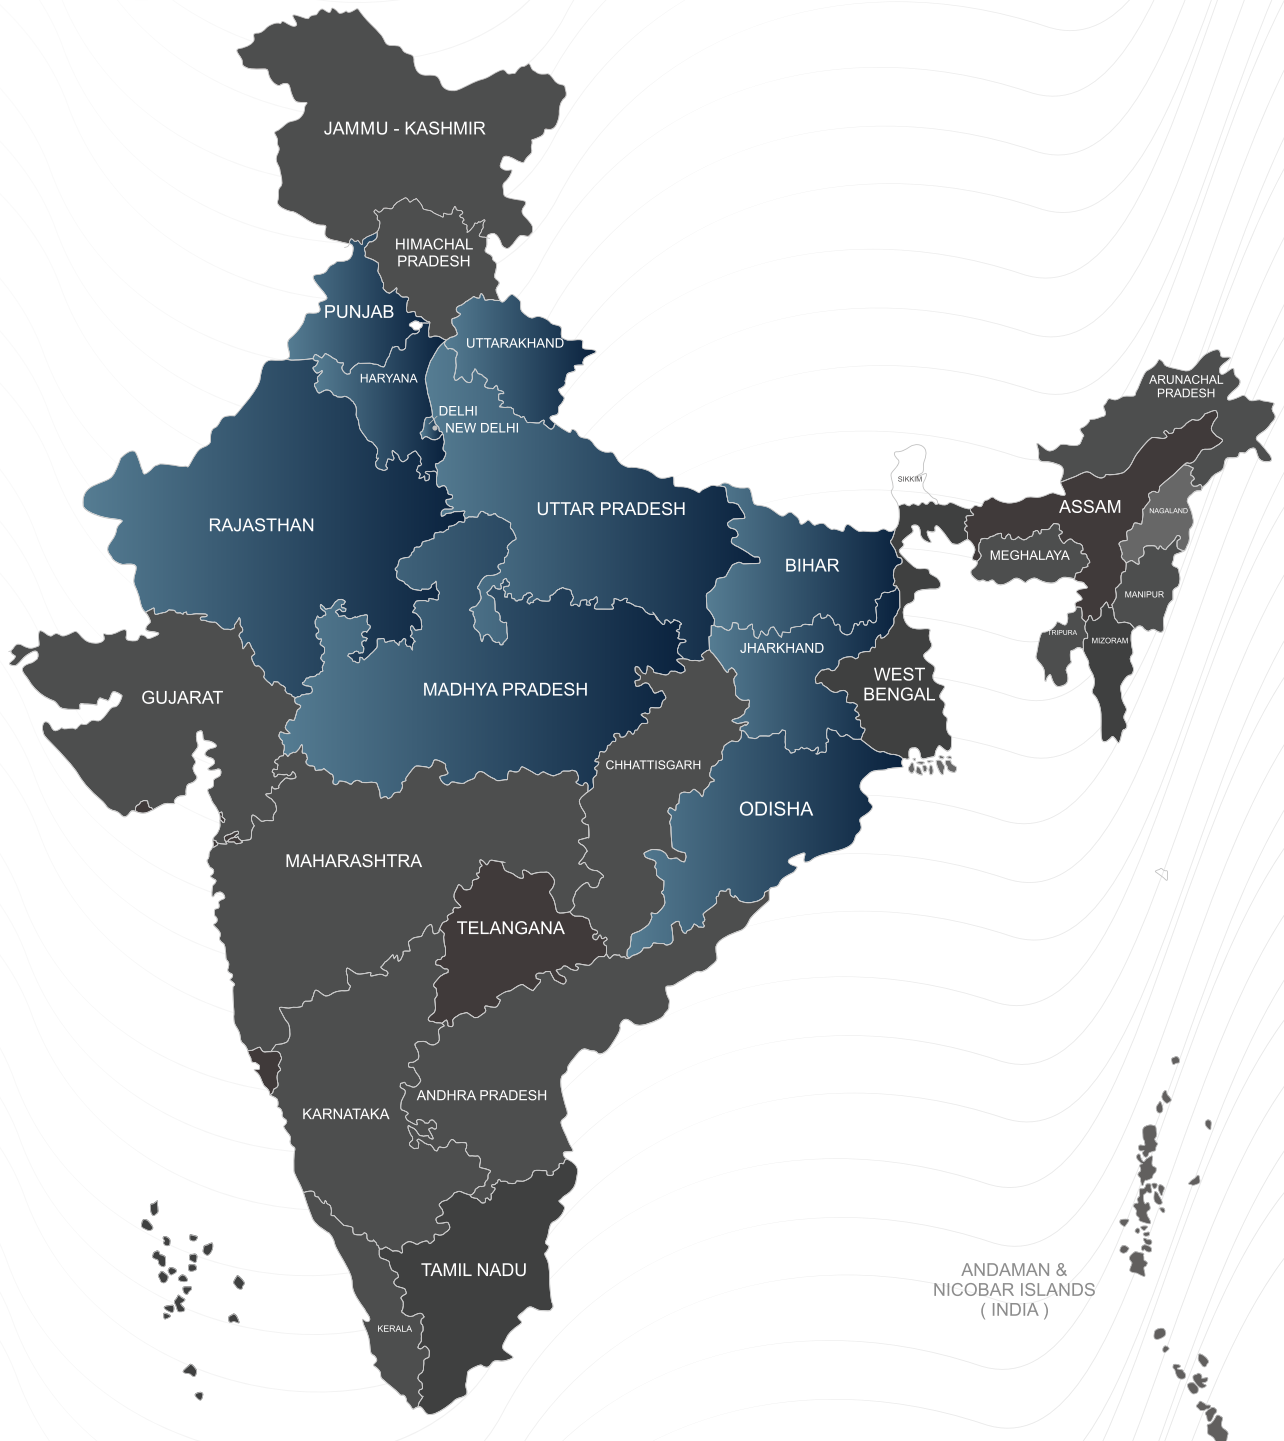 JAMMU - KASHMIR
HIMACHAL
PRADESH
PUNJAB
UTTARAKHAND
HARYANA
ARUNACHAL
PRADESH
DELHI
NEW DELHI
SIKKIM
RAJASTHAN
UTTAR PRADESH
ASSAM
NAGALAND
BIHAR
MEGHALAYA
MANIPUR
TRIPURA
MIZORAM
JHARKHAND
WEST
BENGAL
GUJARAT
MADHYA PRADESH
CHHATTISGARH
ODISHA
MAHARASHTRA
TELANGANA
ANDHRA PRADESH
KARNATAKA
TAMIL NADU
ANDAMAN &
NICOBAR ISLANDS
( INDIA )
KERALA